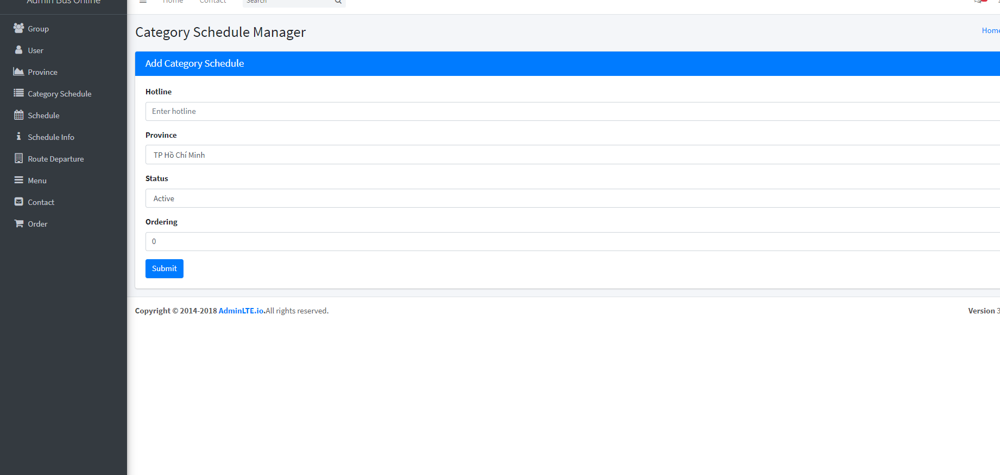 Admin Bus Online
Home Contact Search
Group
User
Province
Category Schedule
Schedule
Schedule Info
Route Departure
Menu
Contact
Order
Category Schedule Manager
Home
Add Category Schedule
Hotline
Enter hotline
Province
TP Hồ Chí Minh
Status
Active
Ordering
0
Submit
Copyright © 2014-2018 AdminLTE.io.All rights reserved.
Version 3